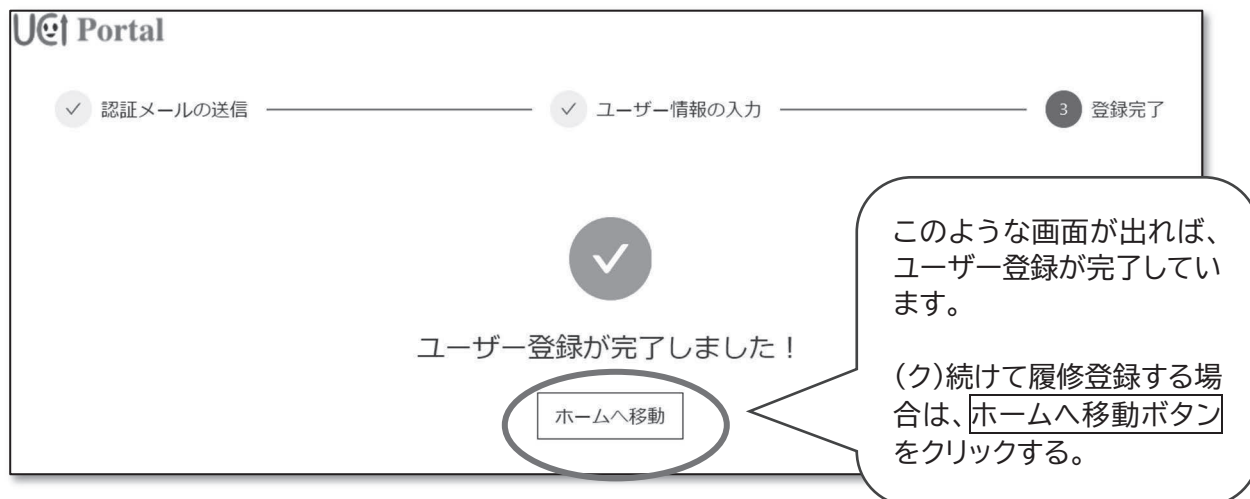 UCI Portal
認証メールの送信
ユーザー情報の入力
3 登録完了
ユーザー登録が完了しました！
ホームへ移動
このような画面が出れば、
ユーザー登録が完了してい
ます。
(ク)続けて履修登録する場
合は、ホームへ移動ボタン
をクリックする。